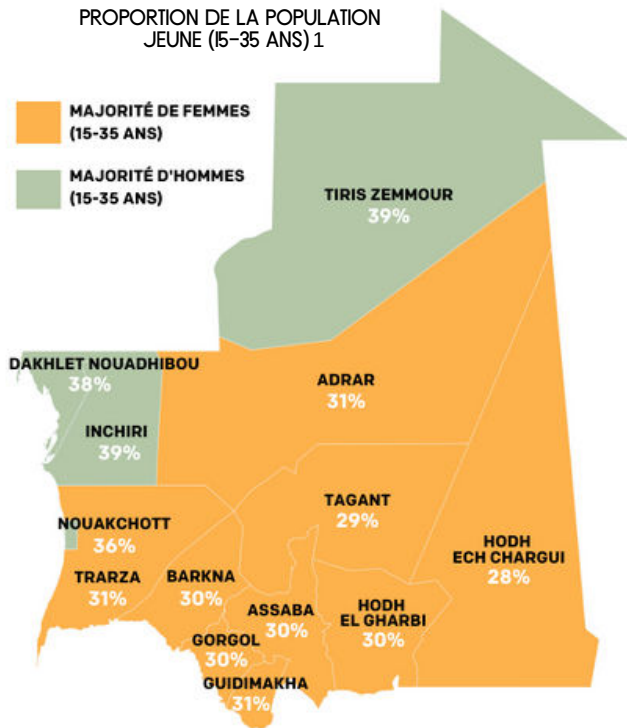 PROPORTION DE LA POPULATION
JEUNE (15-35 ANS) 1
MAJORITÉ DE FEMMES
(15-35 ANS)
MAJORITÉ D'HOMMES
(15-35 ANS)
TIRIS ZEMMOUR
39%
DAKHLET NOUADHIBOU
38%
INCHIRI
39%
ADRAR
31%
TAGANT
29%
NOUAKCHOTT
36%
HODH
ECH CHARGUI
28%
TRARZA
31%
BARKNA
30%
ASSABA
30%
HODH
EL GHARBI
30%
GORGOL
30%
GUIDIMAKHA
31%